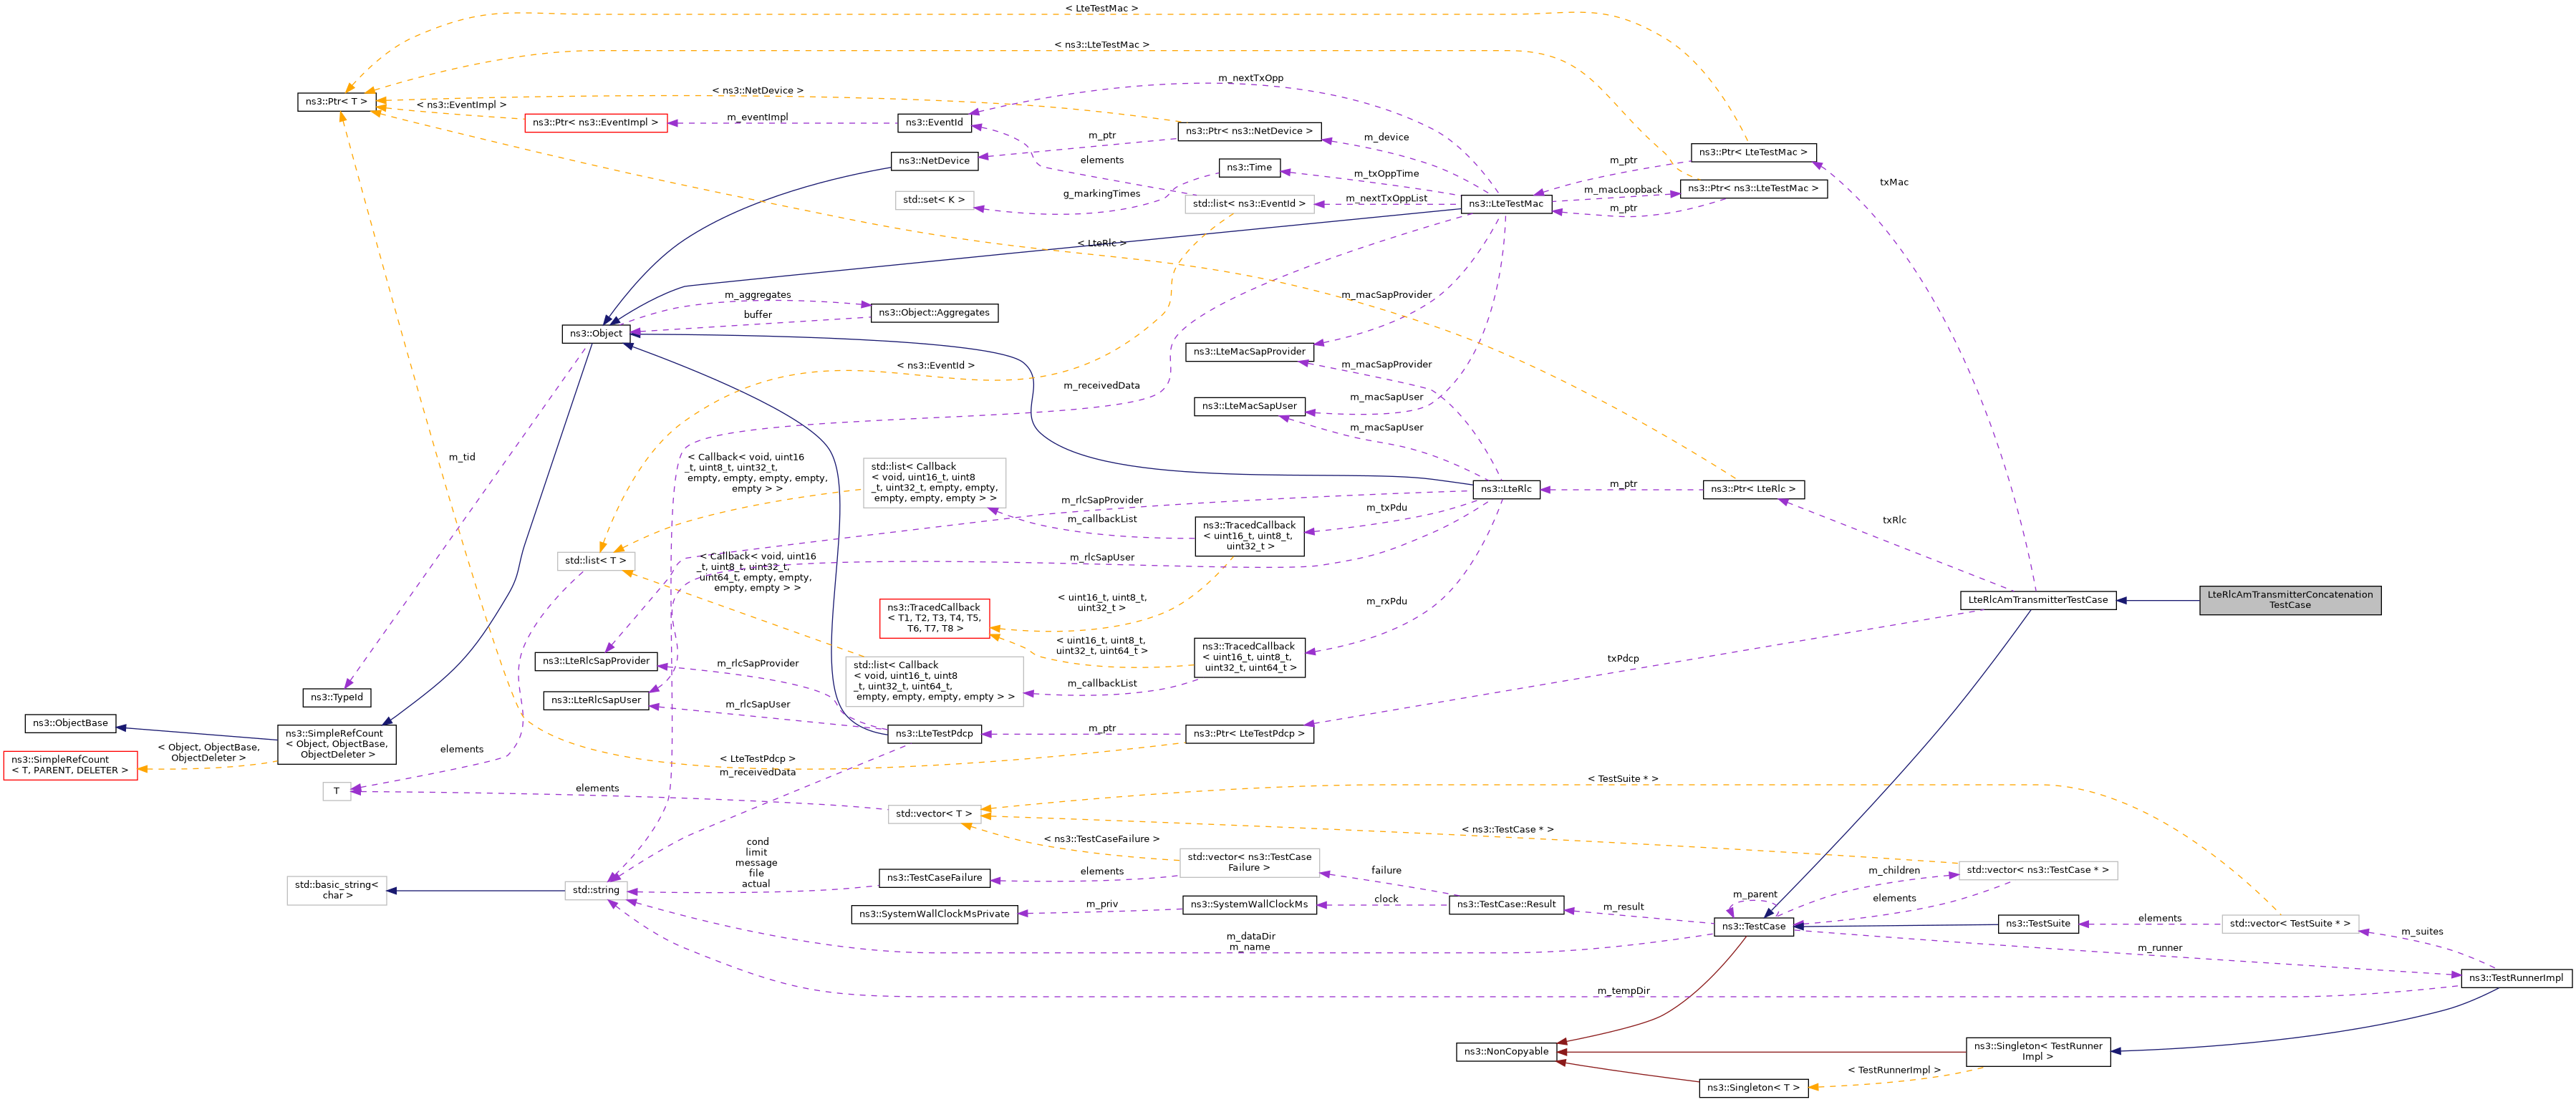 < LteTestMac >
< ns3::LteTestMac >
m_nextTxOpp
< ns3::NetDevice >
ns3::Ptr< T >
< ns3::EventImpl >
ns3::Ptr< ns3::EventImpl >
m_eventImpl
ns3::EventId
ns3::Ptr< ns3::NetDevice >
m_device
m_ptr
ns3::NetDevice
elements
ns3::Time
m_txOppTime
m_ptr
ns3::Ptr< LteTestMac >
txMac
std::set< K >
g_markingTimes
std::list< ns3::EventId >
m_nextTxOppList
ns3::LteTestMac
m_macLoopback
m_ptr
ns3::Ptr< ns3::LteTestMac >
< LteRlc >
m_aggregates
buffer
ns3::Object
ns3::Object::Aggregates
m_macSapProvider
ns3::LteMacSapProvider
< ns3::EventId >
m_macSapProvider
m_receivedData
ns3::LteMacSapUser
m_macSapUser
m_macSapUser
m_tid
< Callback< void, uint16
_t, uint8_t, uint32_t,
empty, empty, empty, empty,
empty > >
std::list< Callback
< void, uint16_t, uint8
_t, uint32_t, empty, empty,
empty, empty, empty > >
m_rlcSapProvider
m_callbackList
ns3::LteRlc
m_ptr
ns3::Ptr< LteRlc >
m_txPdu
ns3::TracedCallback
< uint16_t, uint8_t,
uint32_t >
txRlc
std::list< T >
< Callback< void, uint16
_t, uint8_t, uint32_t,
uint64_t, empty, empty,
empty, empty > >
m_rlcSapUser
ns3::TracedCallback
< T1, T2, T3, T4, T5,
T6, T7, T8 >
< uint16_t, uint8_t,
uint32_t >
m_rxPdu
LteRlcAmTransmitterTestCase
LteRlcAmTransmitterConcatenation
TestCase
< uint16_t, uint8_t,
uint32_t, uint64_t >
ns3::TracedCallback
< uint16_t, uint8_t,
uint32_t, uint64_t >
ns3::LteRlcSapProvider
m_rlcSapProvider
std::list< Callback
< void, uint16_t, uint8
_t, uint32_t, uint64_t,
empty, empty, empty, empty > >
m_callbackList
txPdcp
ns3::TypeId
ns3::LteRlcSapUser
m_rlcSapUser
ns3::ObjectBase
ns3::SimpleRefCount
< Object, ObjectBase,
ObjectDeleter >
ns3::LteTestPdcp
m_ptr
ns3::Ptr< LteTestPdcp >
ns3::SimpleRefCount
< T, PARENT, DELETER >
< Object, ObjectBase,
ObjectDeleter >
elements
< LteTestPdcp >
m_receivedData
T
elements
std::vector< T >
< TestSuite * >
< ns3::TestCaseFailure >
< ns3::TestCase * >
cond
limit
message
file
actual
std::vector< ns3::TestCase
Failure >
std::basic_string<
char >
std::string
ns3::TestCaseFailure
elements
failure
m_parent
m_children
std::vector< ns3::TestCase * >
elements
ns3::SystemWallClockMsPrivate
m_priv
ns3::SystemWallClockMs
clock
ns3::TestCase::Result
m_result
ns3::TestCase
ns3::TestSuite
elements
std::vector< TestSuite * >
m_suites
m_dataDir
m_name
m_runner
m_tempDir
ns3::TestRunnerImpl
ns3::NonCopyable
ns3::Singleton< TestRunner
Impl >
< TestRunnerImpl >
ns3::Singleton< T >